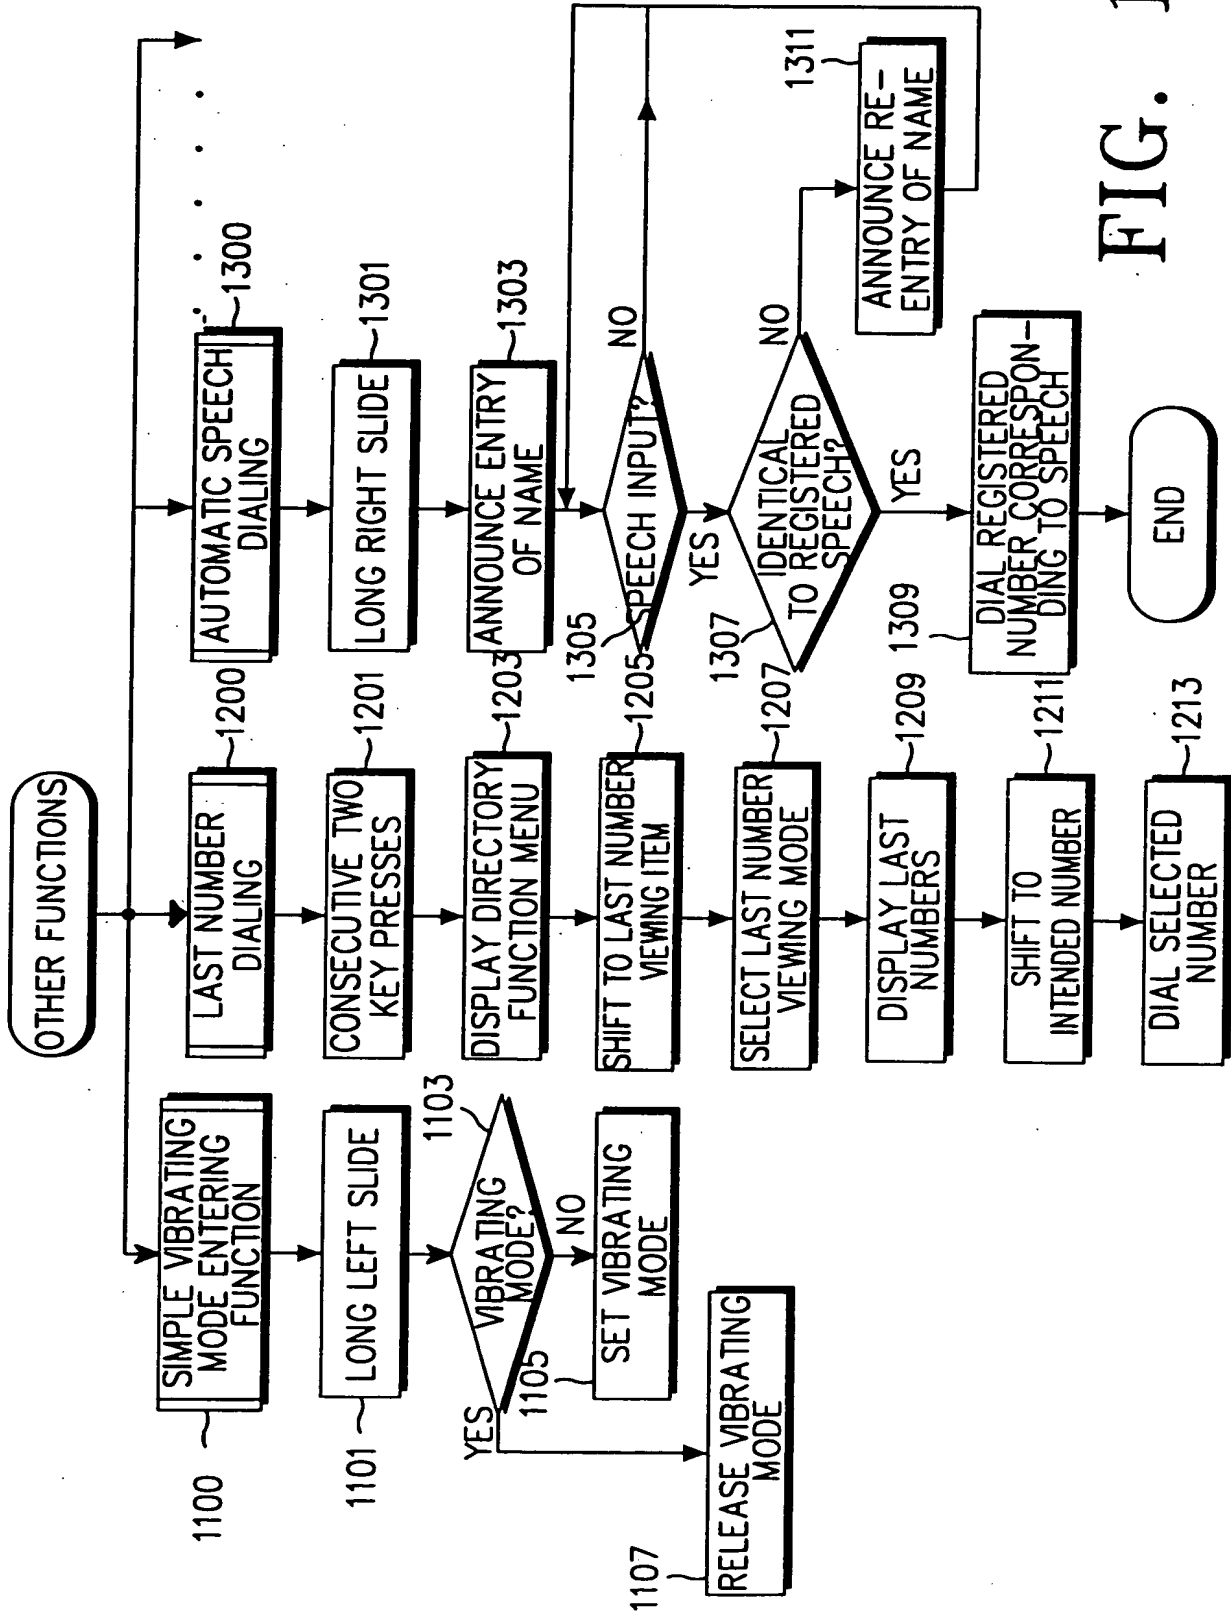 OTHER FUNCTIONS
1100
SIMPLE VIBRATING
MODE ENTERING
FUNCTION
1101
LONG LEFT SLIDE
1103
VIBRATING
MODE?
YES
NO
1105
SET VIBRATING
MODE
1107
RELEASE VIBRATING
MODE
1200
LAST NUMBER
DIALING
1201
CONSECUTIVE TWO
KEY PRESSES
1203
DISPLAY DIRECTORY
FUNCTION MENU
1205
SHIFT TO LAST NUMBER
VIEWING ITEM
1207
SELECT LAST NUMBER
VIEWING MODE
1209
DISPLAY LAST
NUMBERS
1211
SHIFT TO
INTENDED NUMBER
1213
DIAL SELECTED
NUMBER
1300
AUTOMATIC SPEECH
DIALING
1301
LONG RIGHT SLIDE
1303
ANNOUNCE ENTRY
OF NAME
1305
SPEECH INPUT?
NO
YES
1307
IDENTICAL
TO REGISTERED
SPEECH?
NO
YES
1311
ANNOUNCE RE-
ENTRY OF NAME
1309
DIAL REGISTERED
NUMBER CORRESPON-
DING TO SPEECH
END
FIG.